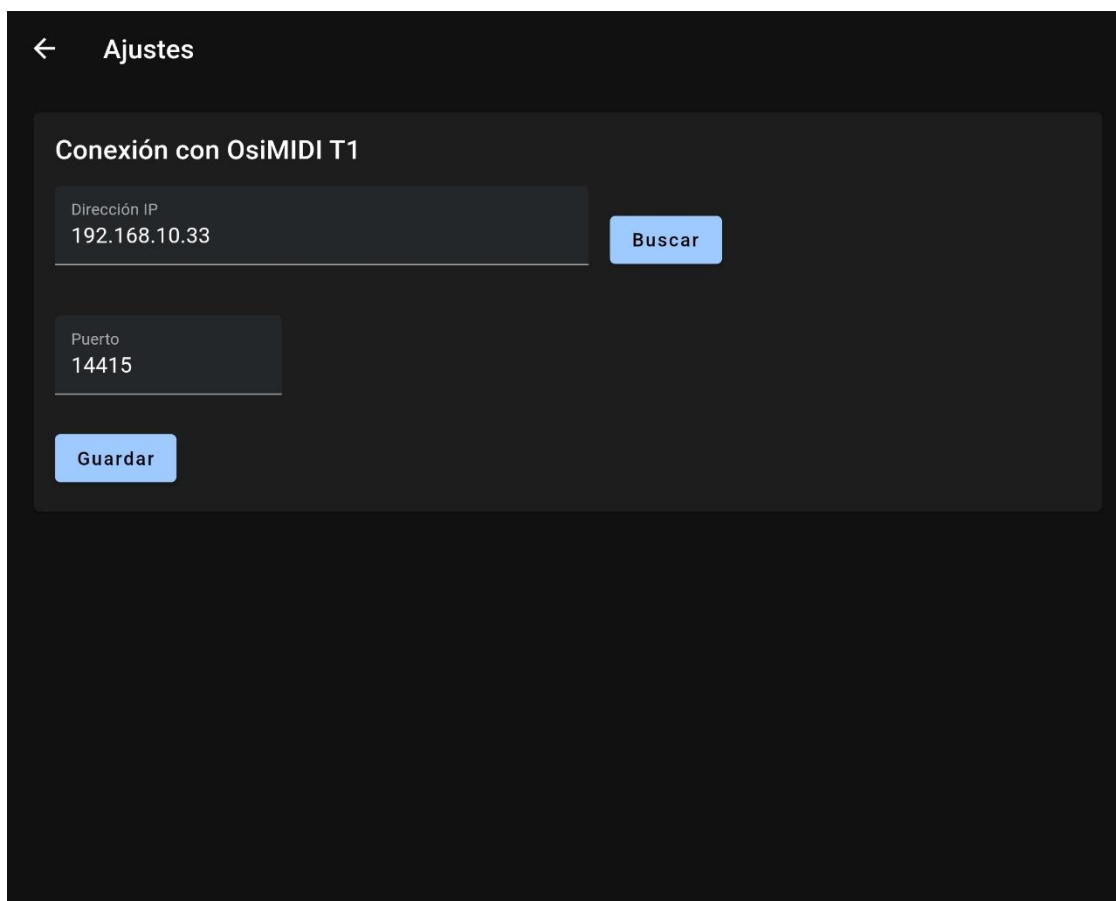 Ajustes
Conexión con OsiMIDI T1
Dirección IP
192.168.10.33
Buscar
Puerto
14415
Guardar